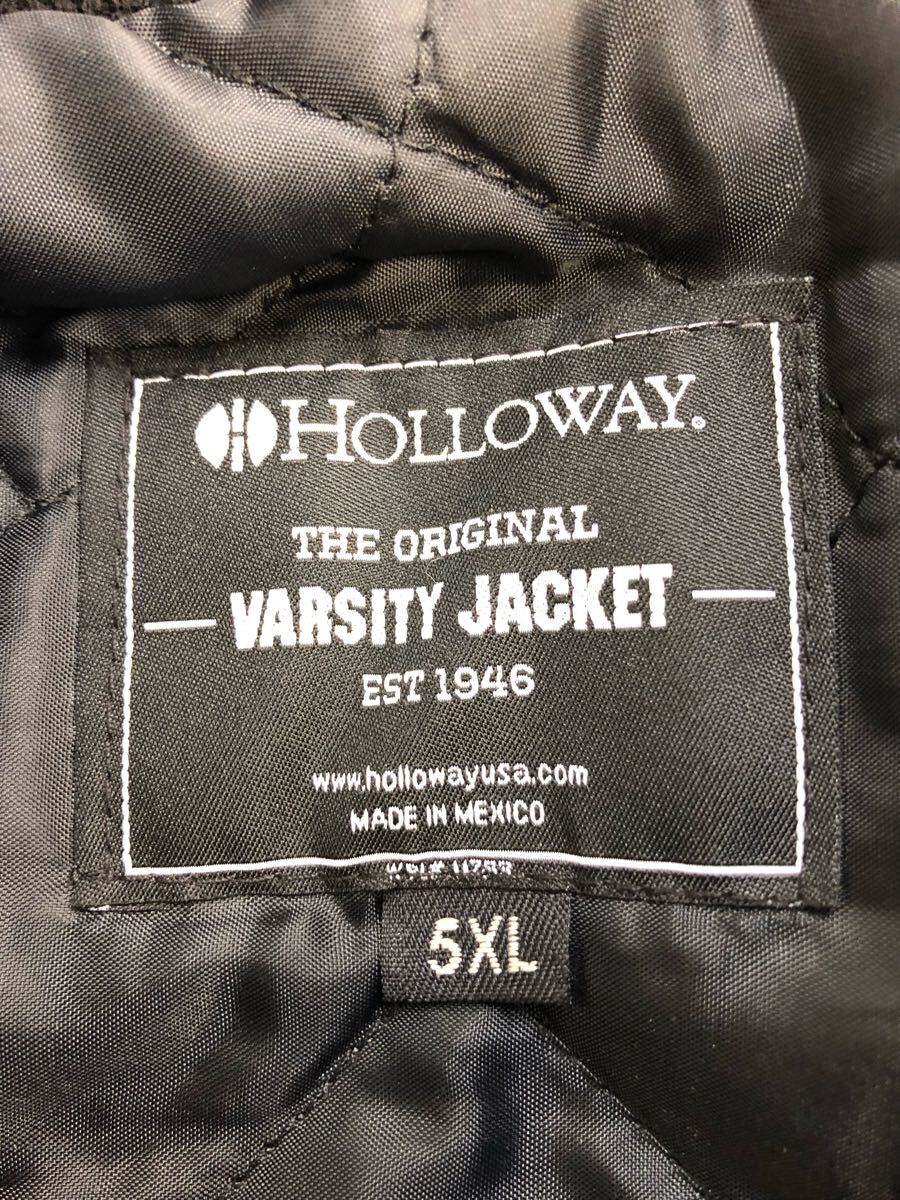 HOLLOWAY®
THE ORIGINAL
VARSITY JACKET
EST 1946
www.hollowayusa.com
MADE IN MEXICO
5XL